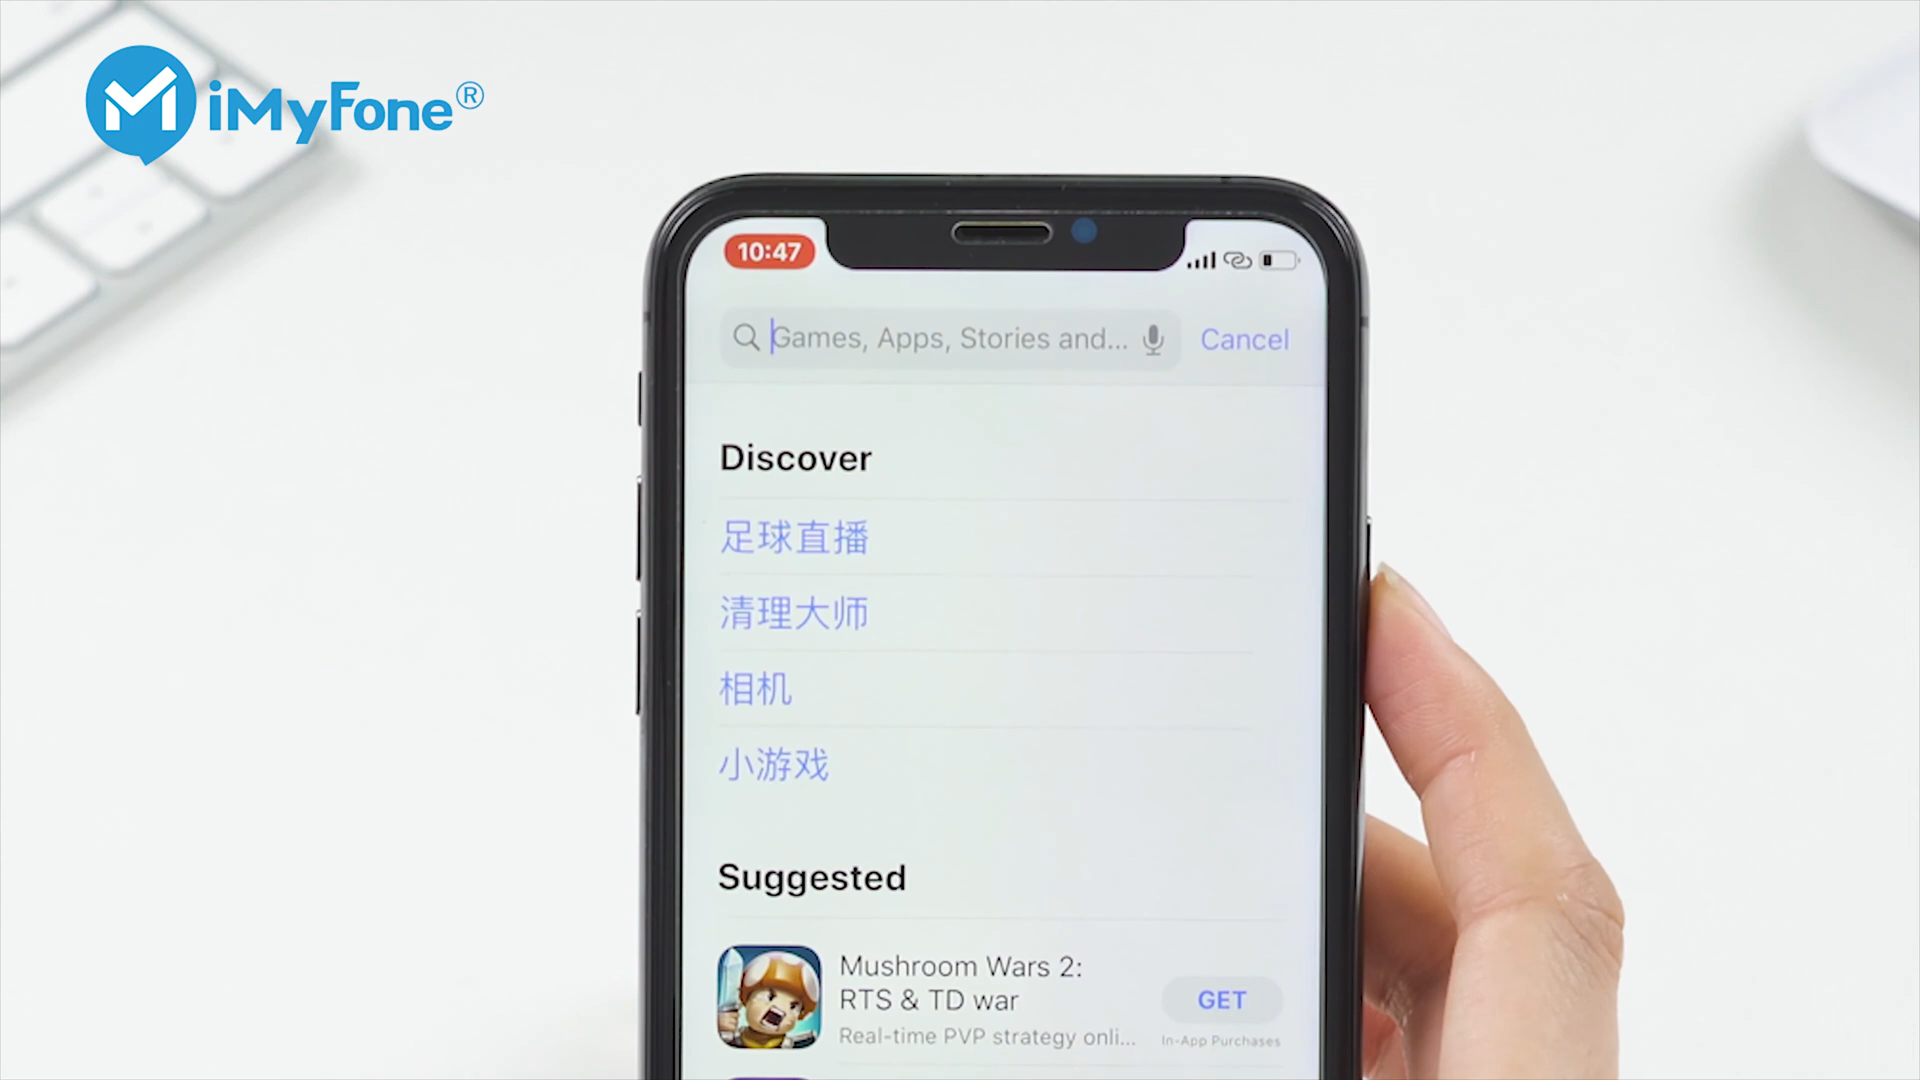 iMyFone®
10:47
Games, Apps, Stories and...
Cancel
Discover
足球直播
清理大师
相机
小游戏
Suggested
Mushroom Wars 2:
RTS & TD war
GET
Real-time PVP strategy onli...
In-App Purchases